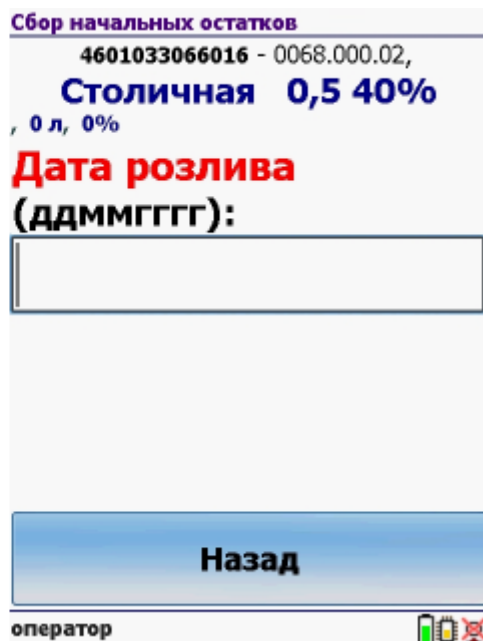 Сбор начальных остатков
4601033066016 - 0068.000.02,
Столичная 0,5 40%
, 0 л, 0%
Дата розлива
(ддммгггг):
Назад
оператор